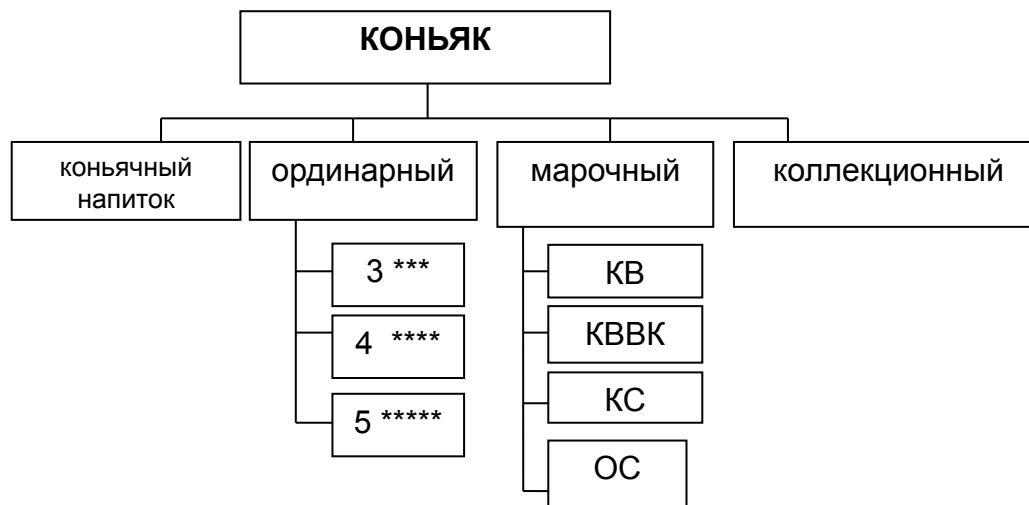 КОНЬЯК
коньячный
напиток
ординарный
марочный
коллекционный
3 ***
4 ****
5 *****
КВ
КВВК
КС
ОС